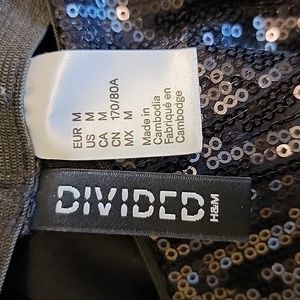 EUR M
US M
CA M
CN 170/80A
MX M
Made in
Cambodia
Fabriqué en
Cambodge
DIVIDED
H&M